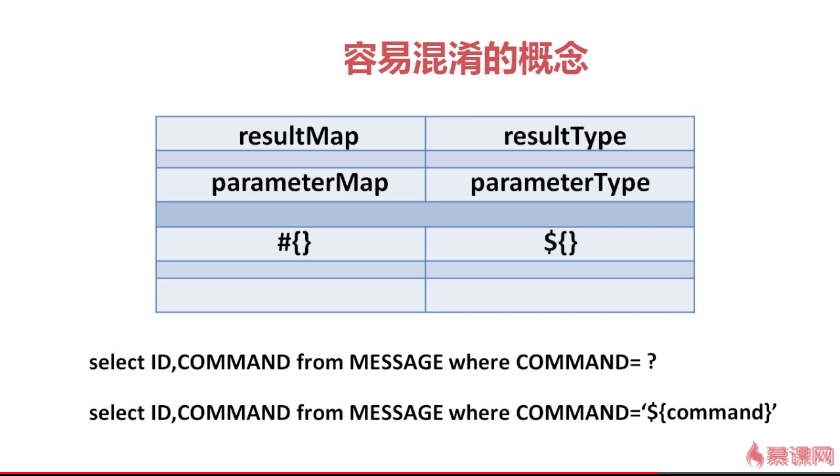 容易混淆的概念
resultMap resultType
parameterMap parameterType
#{} ${}
select ID,COMMAND from MESSAGE where COMMAND= ?
select ID,COMMAND from MESSAGE where COMMAND=‘${command}’
慕课网